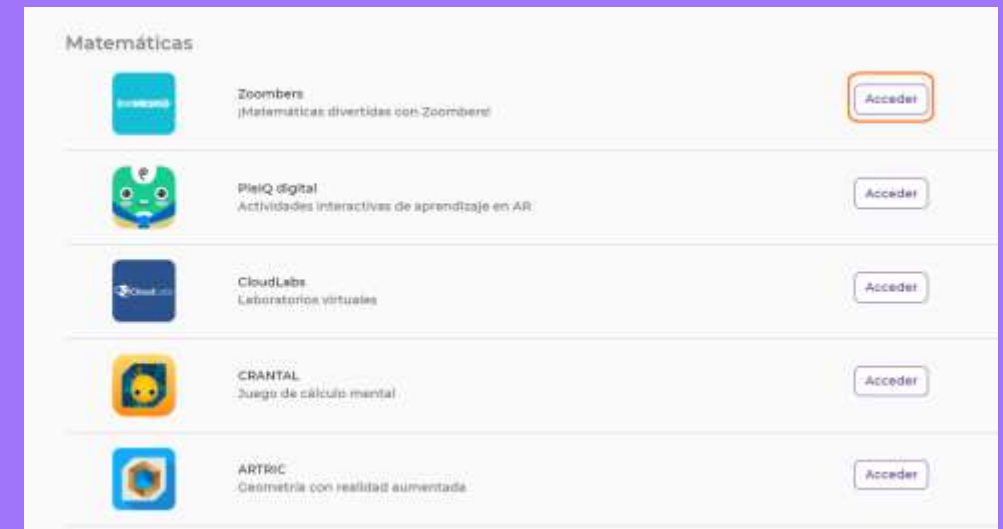 Matemáticas
Zoombers
¡Matemáticas divertidas con Zoombers!
Acceder
PleIQ digital
Actividades interactivas de aprendizaje en AR
Acceder
CloudLabs
CloudLabs
Laboratorios virtuales
Acceder
CRANTAL
Juego de cálculo mental
Acceder
ARTRIC
Geometría con realidad aumentada
Acceder